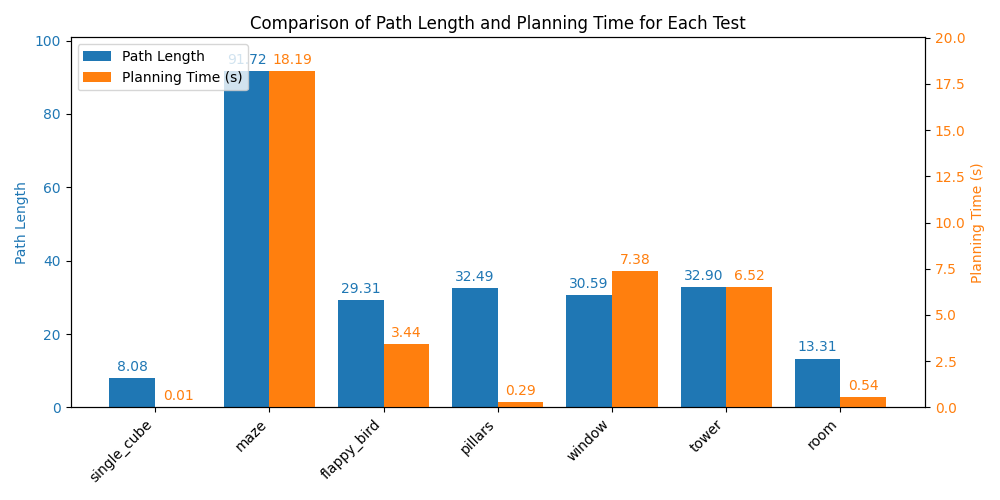 Comparison of Path Length and Planning Time for Each Test
Path Length
Planning Time (s)
100
80
60
40
20
0
Path Length
20.0
17.5
15.0
12.5
10.0
7.5
5.0
2.5
0.0
Planning Time (s)
8.08
0.01
91.72
18.19
29.31
3.44
32.49
0.29
30.59
7.38
32.90
6.52
13.31
0.54
single_cube
maze
flappy_bird
pillars
window
tower
room